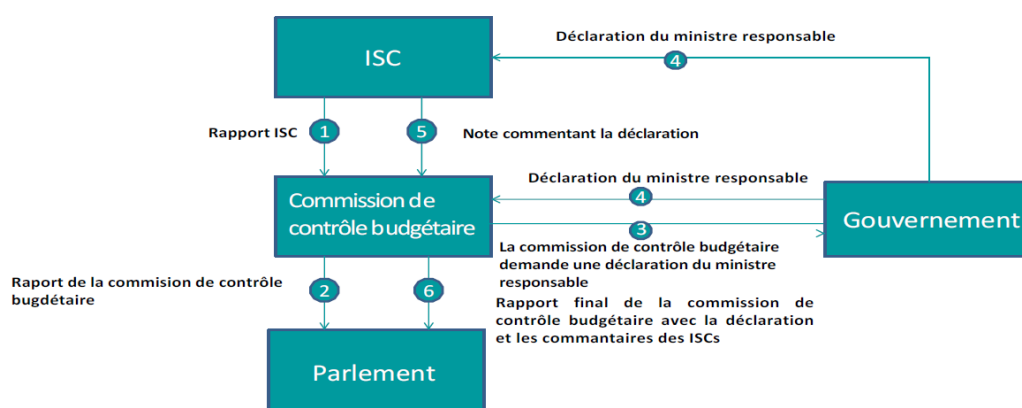 Déclaration du ministre responsable
4
ISC
Rapport ISC
1
5
Note commentant la déclaration
Déclaration du ministre responsable
4
Commission de
contrôle budgétaire
3
Gouvernement
La commission de contrôle budgétaire
demande une déclaration du ministre
responsable
Raport de la commision de contrôle
bugdétaire
2
6
Rapport final de la commission de
contrôle budgétaire avec la déclaration
et les commantaires des ISCs
Parlement